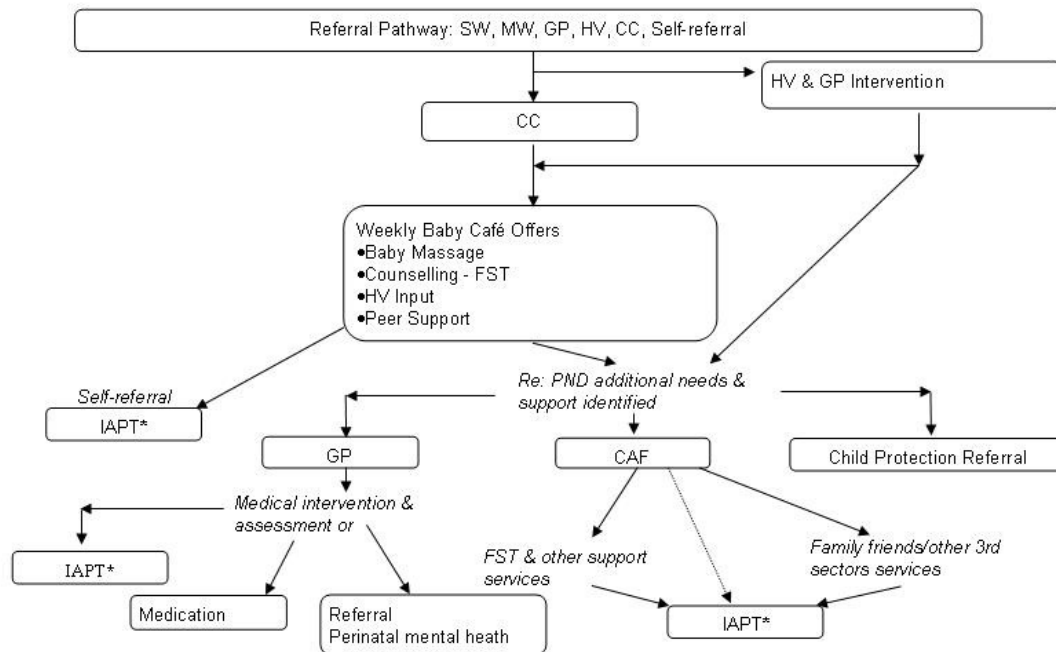 Referral Pathway: SW, MW, GP, HV, CC, Self-referral
HV & GP Intervention
CC
Weekly Baby Café Offers
•Baby Massage
•Counselling - FST
•HV Input
•Peer Support
Self-referral
IAPT*
Re: PND additional needs &
support identified
GP
CAF
Child Protection Referral
Medical intervention &
assessment or
IAPT*
Medication
Referral
Perinatal mental heath
FST & other support
services
Family friends/other 3rd
sectors services
IAPT*